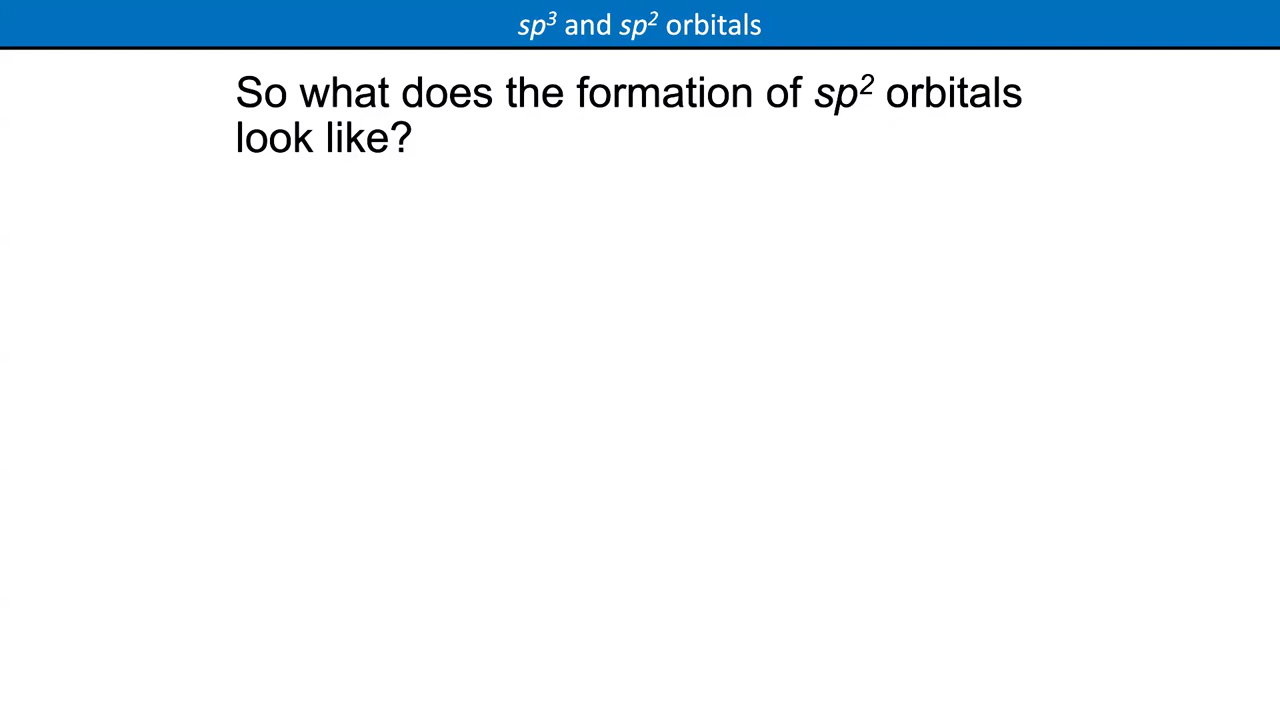 sp³ and sp² orbitals
So what does the formation of sp² orbitals
look like?